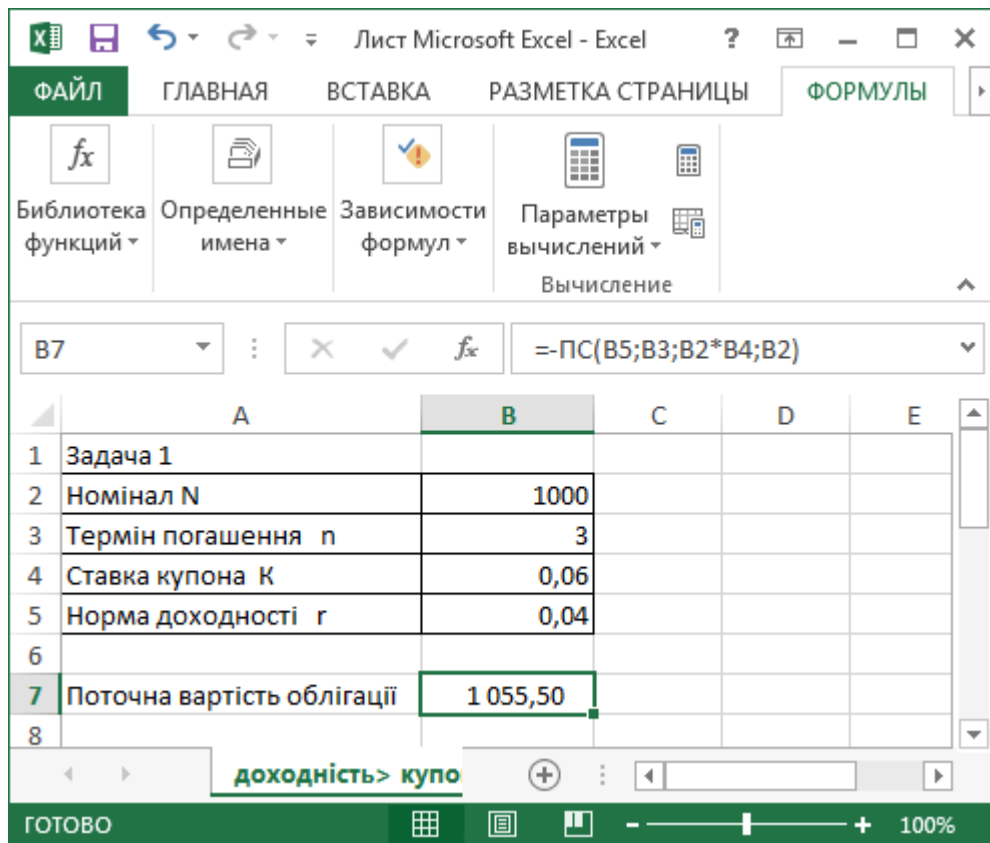 Лист Microsoft Excel - Excel ?
ФАЙЛ ГЛАВНАЯ ВСТАВКА РАЗМЕТКА СТРАНИЦЫ ФОРМУЛЫ
fx
Библиотека функций
Определенные имена
Зависимости формул
Параметры вычислений
Вычисление
B7 fx =-ПС(B5;B3;B2*B4;B2)
A B C D E
1 Задача 1
2 Номінал N 1000
3 Термін погашення n 3
4 Ставка купона К 0,06
5 Норма доходності r 0,04
6
7 Поточна вартість облігації 1 055,50
8
доходність> купо
ГОТОВО 100%